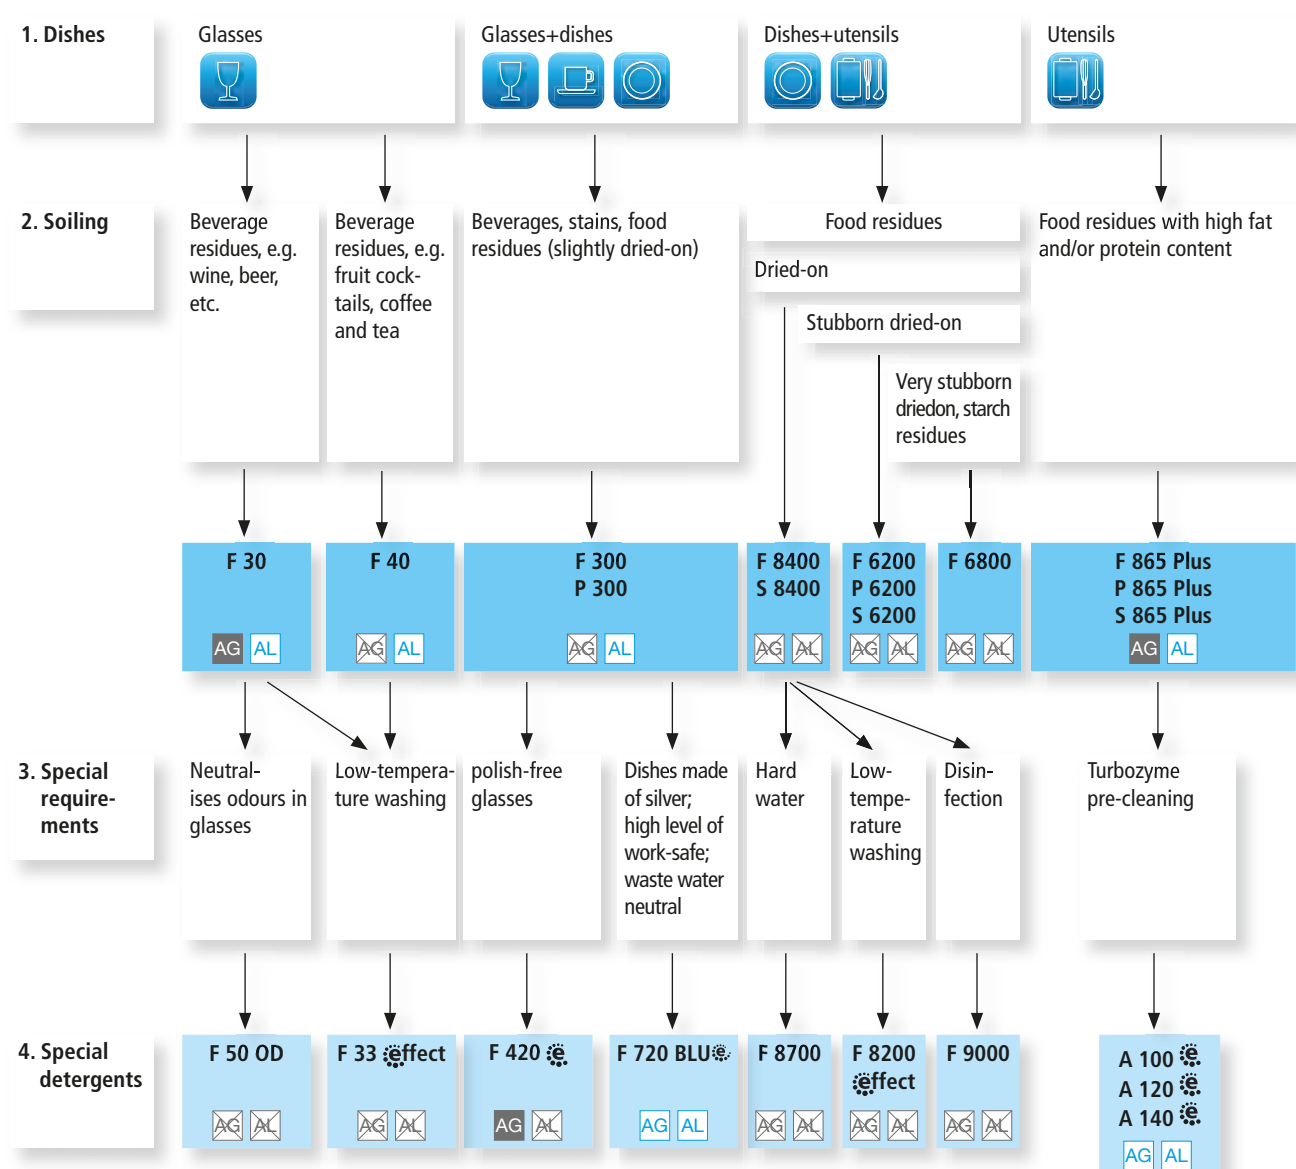 1. Dishes
Glasses
Glasses+dishes
Dishes+utensils
Utensils
2. Soiling
Beverage
residues, e.g.
wine, beer,
etc.
Beverage
residues, e.g.
fruit cock-
tails, coffee
and tea
Beverages, stains, food
residues (slightly dried-on)
Food residues
Dried-on
Stubborn dried-on
Very stubborn
driedon, starch
residues
Food residues with high fat
and/or protein content
F 30
AG AL
F 40
AG AL
F 300
P 300
AG AL
F 8400
S 8400
AG AL
F 6200
P 6200
S 6200
AG AL
F 6800
AG AL
F 865 Plus
P 865 Plus
S 865 Plus
AG AL
3. Special
require-
ments
Neutral-
ises odours in
glasses
Low-tempera-
ture washing
polish-free
glasses
Dishes made
of silver;
high level of
work-safe;
waste water
neutral
Hard
water
Low-
tempe-
rature
washing
Disin-
fection
Turbozyme
pre-cleaning
4. Special
detergents
F 50 OD
AG AL
F 33 effect
AG AL
F 420 e
AG AL
F 720 BLUe
AG AL
F 8700
AG AL
F 8200
effect
AG AL
F 9000
AG AL
A 100 e
A 120 e
A 140 e
AG AL